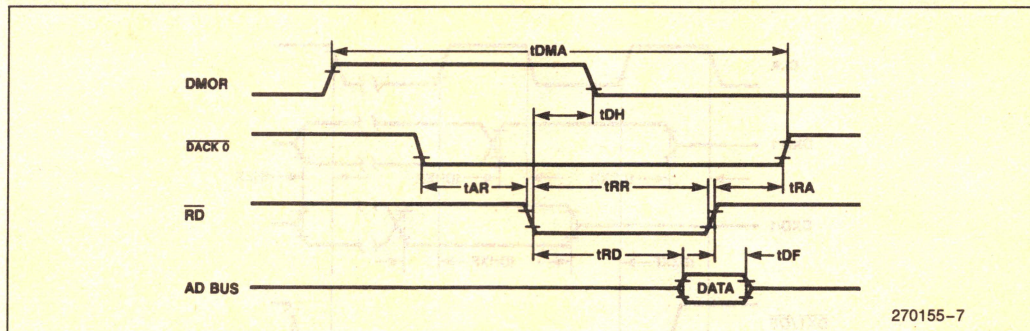 tDMA
DMOR
tDH
DACK 0
tAR
tRR
tRA
RD
tRD
tDF
AD BUS
DATA
270155-7